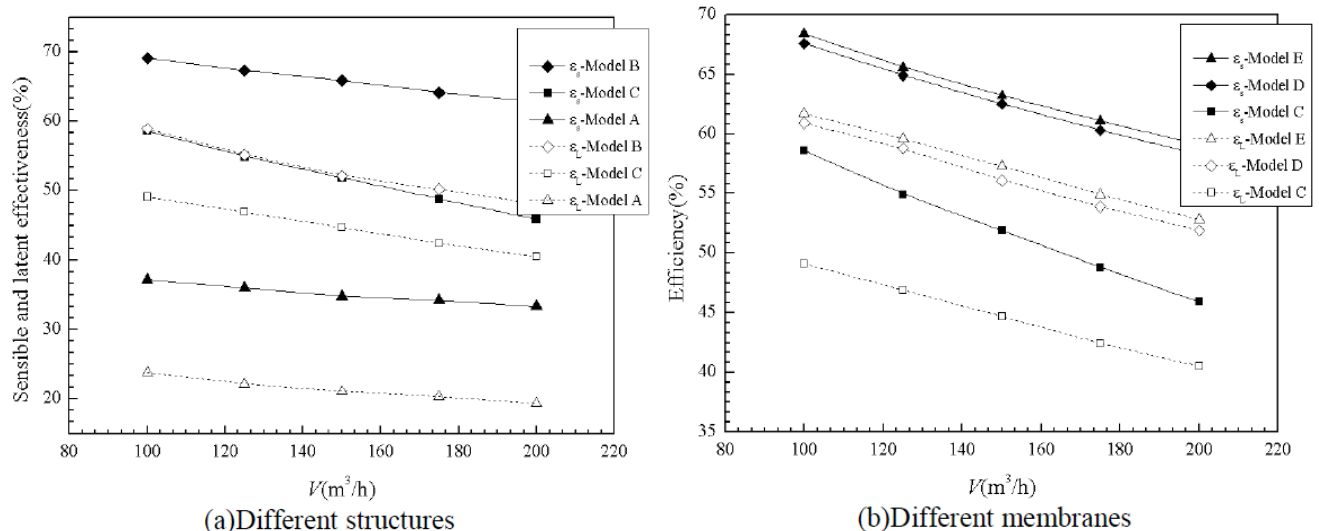 Sensible and latent effectiveness(%)
70
60
50
40
30
20
80 100 120 140 160 180 200 220
V(m³/h)
εs-Model B
εs-Model C
εs-Model A
εL-Model B
εL-Model C
εL-Model A
(a)Different structures
Efficiency(%)
70
65
60
55
50
45
40
35
80 100 120 140 160 180 200 220
V(m³/h)
εs-Model E
εs-Model D
εs-Model C
εL-Model E
εL-Model D
εL-Model C
(b)Different membranes